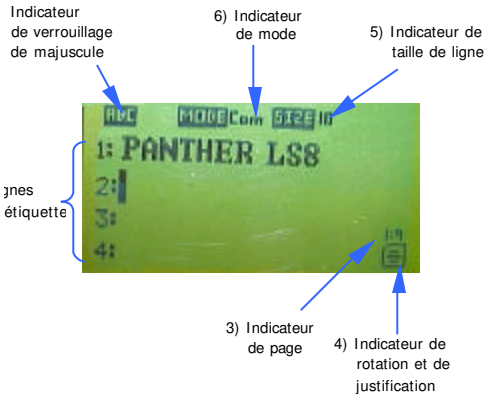 Indicateur
de verrouillage
de majuscule
6) Indicateur
de mode
5) Indicateur de
taille de ligne
ABC MODE Com SIZE 10
1: PANTHER LS8
2:
3:
4:
gnes
étiquette
3) Indicateur
de page
4) Indicateur de
rotation et de
justification